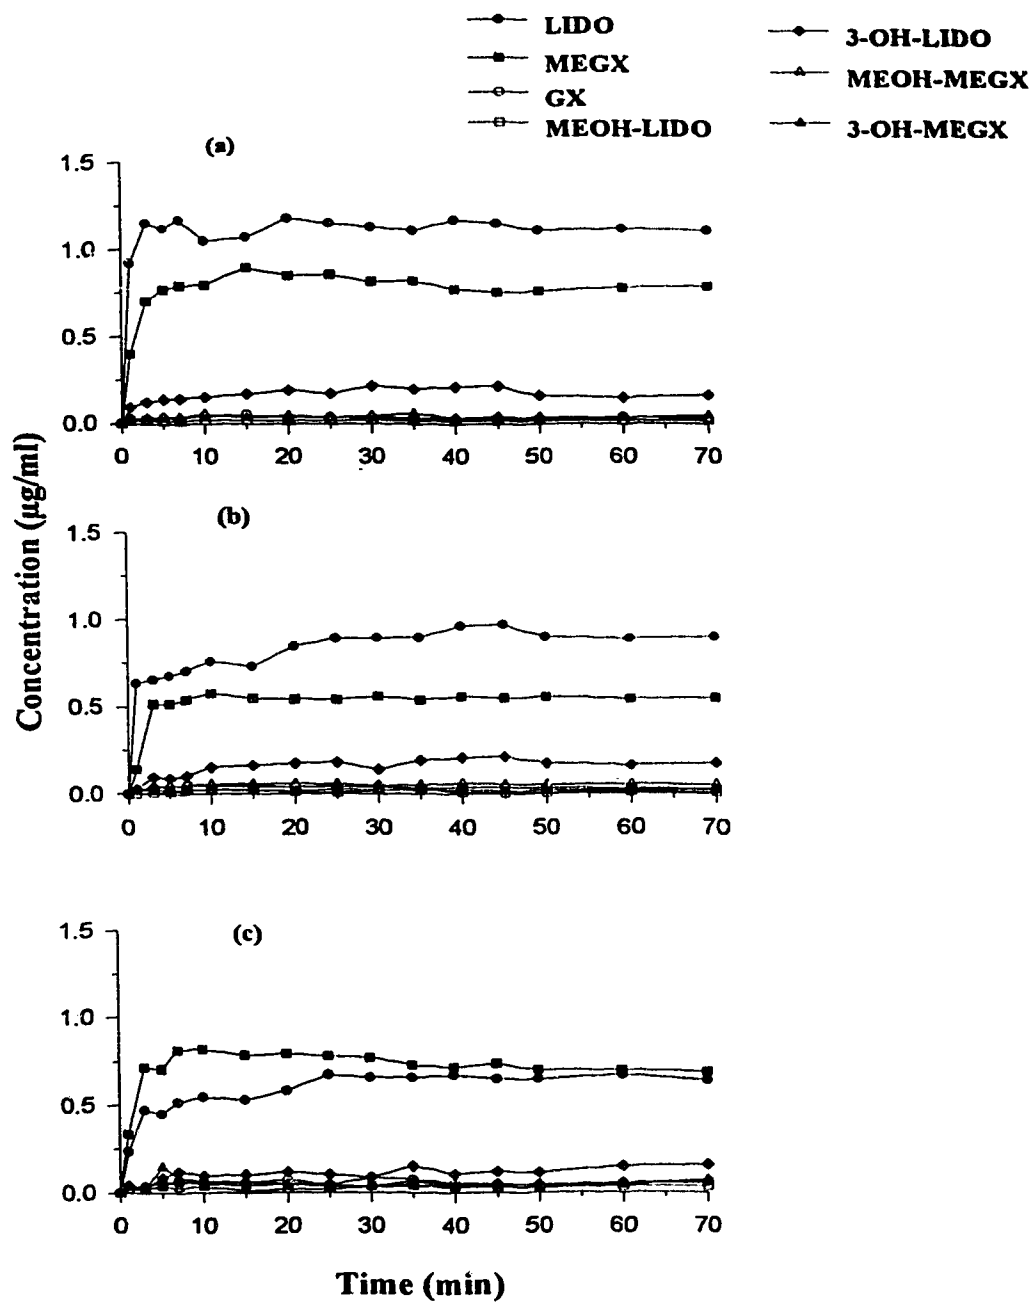 LIDO
MEGX
GX
MEOH-LIDO
3-OH-LIDO
MEOH-MEGX
3-OH-MEGX
Concentration (µg/ml)
(a)
1.5
1.0
0.5
0.0
0 10 20 30 40 50 60 70
(b)
1.5
1.0
0.5
0.0
0 10 20 30 40 50 60 70
(c)
1.5
1.0
0.5
0.0
0 10 20 30 40 50 60 70
Time (min)